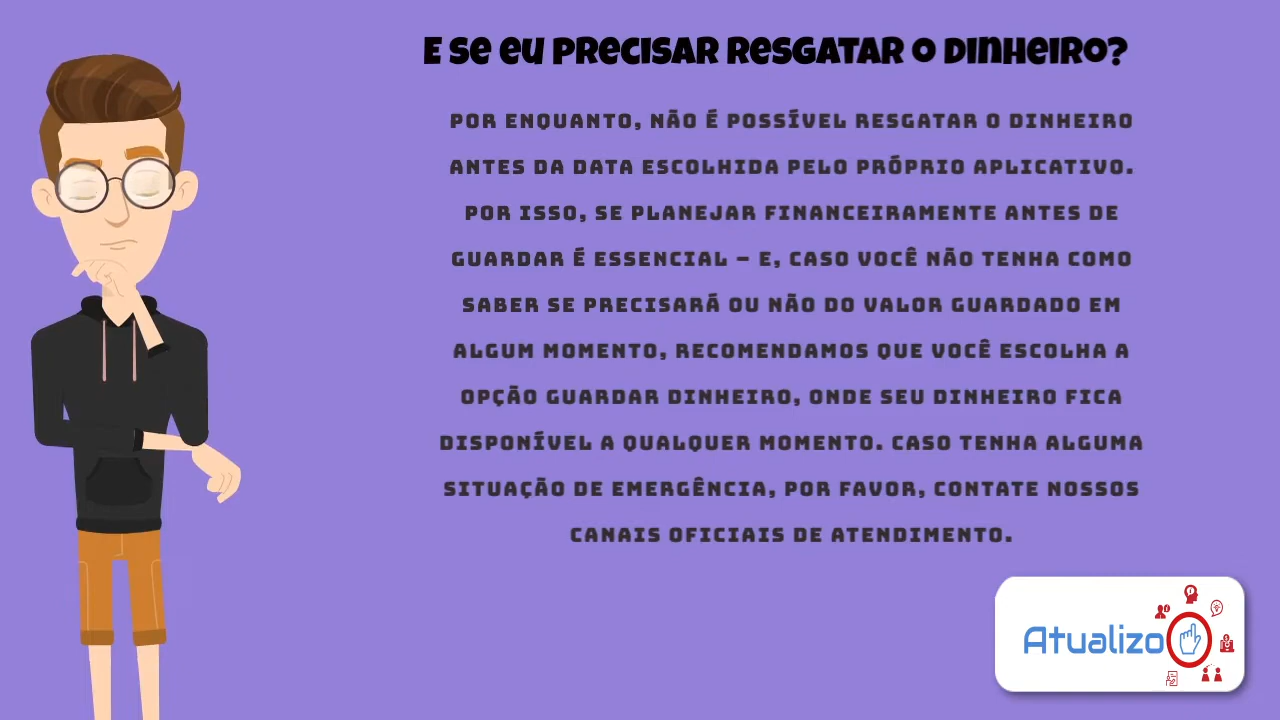 E se eu precisar resgatar o dinheiro?
POR ENQUANTO, NÃO É POSSÍVEL RESGATAR O DINHEIRO
ANTES DA DATA ESCOLHIDA PELO PRÓPRIO APLICATIVO.
POR ISSO, SE PLANEJAR FINANCEIRAMENTE ANTES DE
GUARDAR É ESSENCIAL – E, CASO VOCÊ NÃO TENHA COMO
SABER SE PRECISARÁ OU NÃO DO VALOR GUARDADO EM
ALGUM MOMENTO, RECOMENDAMOS QUE VOCÊ ESCOLHA A
OPÇÃO GUARDAR DINHEIRO, ONDE SEU DINHEIRO FICA
DISPONÍVEL A QUALQUER MOMENTO. CASO TENHA ALGUMA
SITUAÇÃO DE EMERGÊNCIA, POR FAVOR, CONTATE NOSSOS
CANAIS OFICIAIS DE ATENDIMENTO.
Atualizo